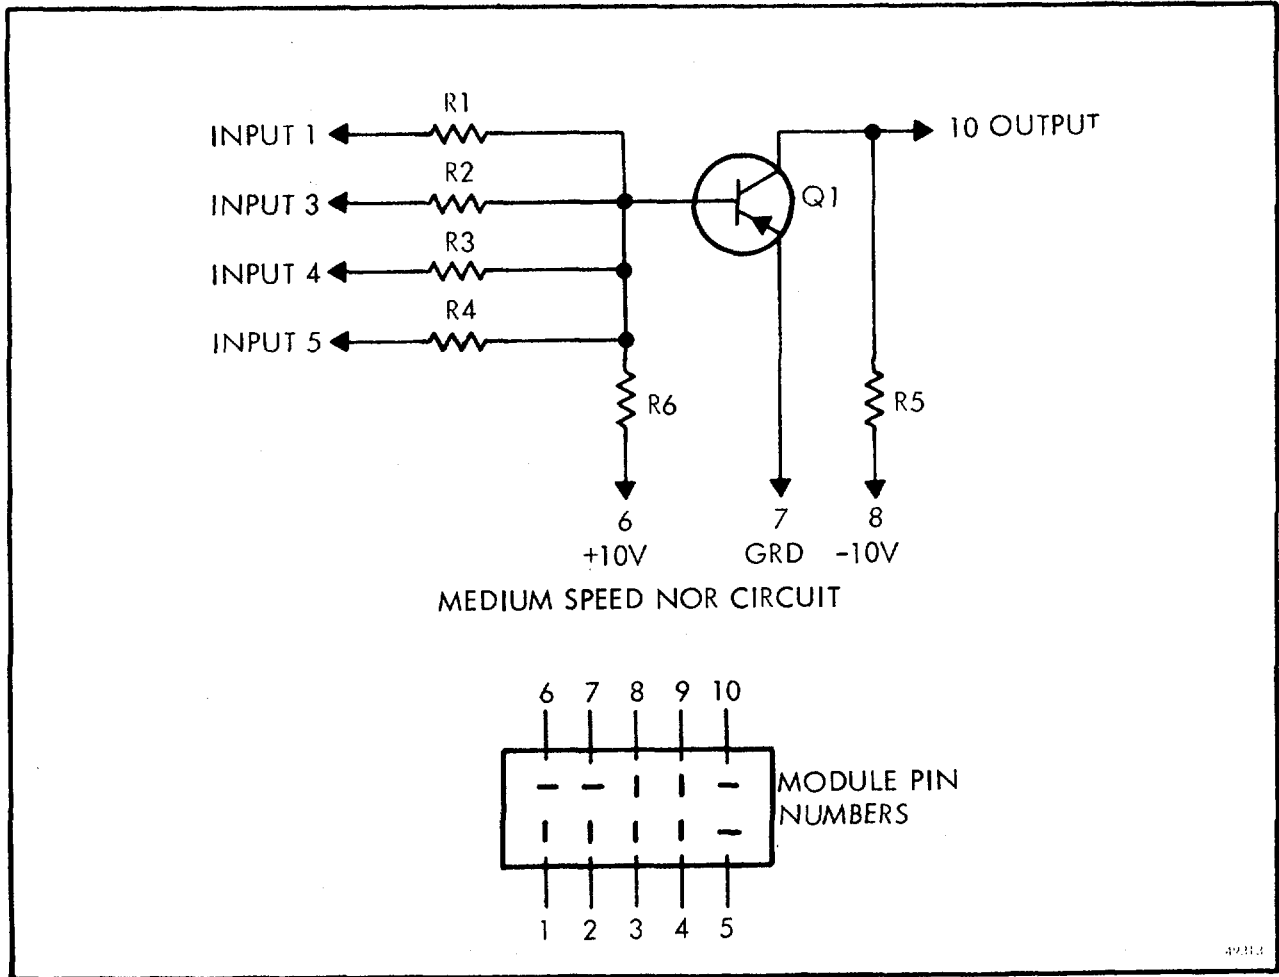 R1
INPUT 1
10 OUTPUT
R2
INPUT 3
Q1
R3
INPUT 4
R4
INPUT 5
R6
R5
6
7
8
+10V
GRD
-10V
MEDIUM SPEED NOR CIRCUIT
6 7 8 9 10
MODULE PIN
NUMBERS
1 2 3 4 5